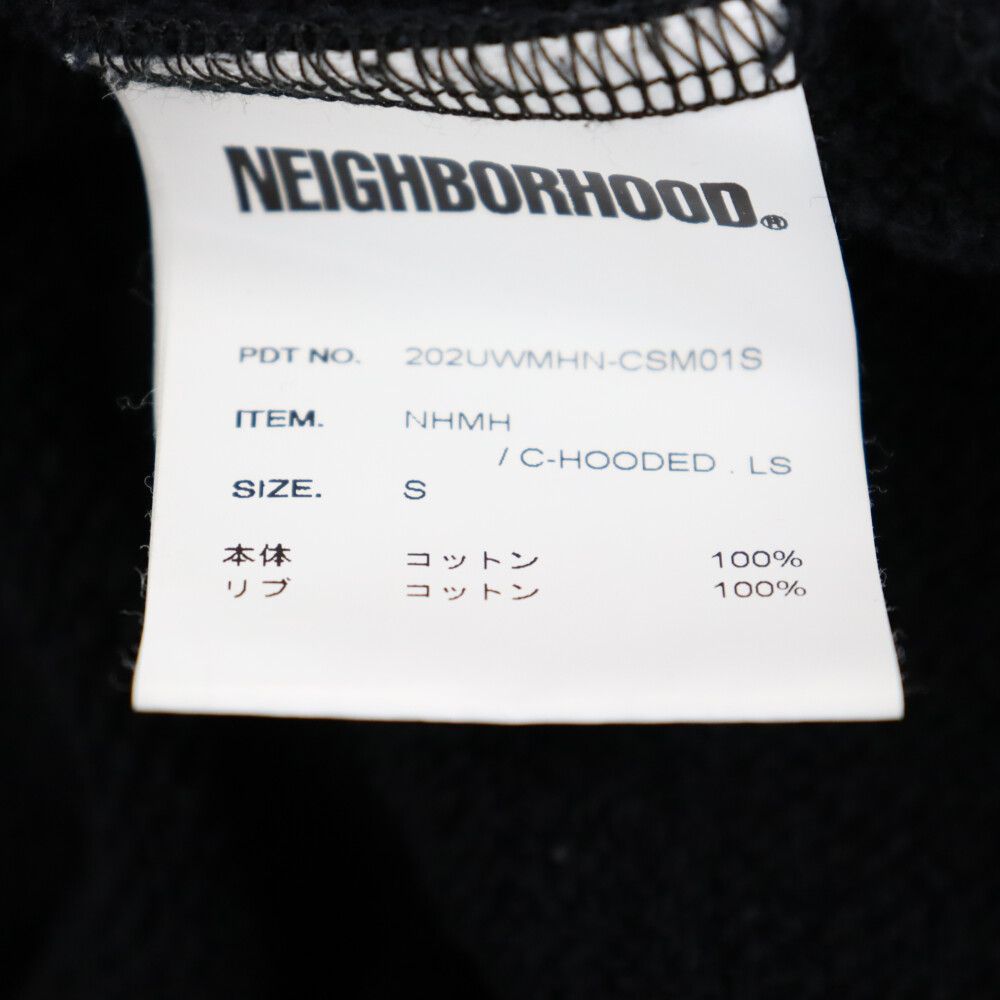 NEIGHBORHOOD®
PDT NO. 202UWMHN-CSM01S
ITEM. NHMH
/ C-HOODED . LS
SIZE. S
本体 コットン 100%
リブ コットン 100%